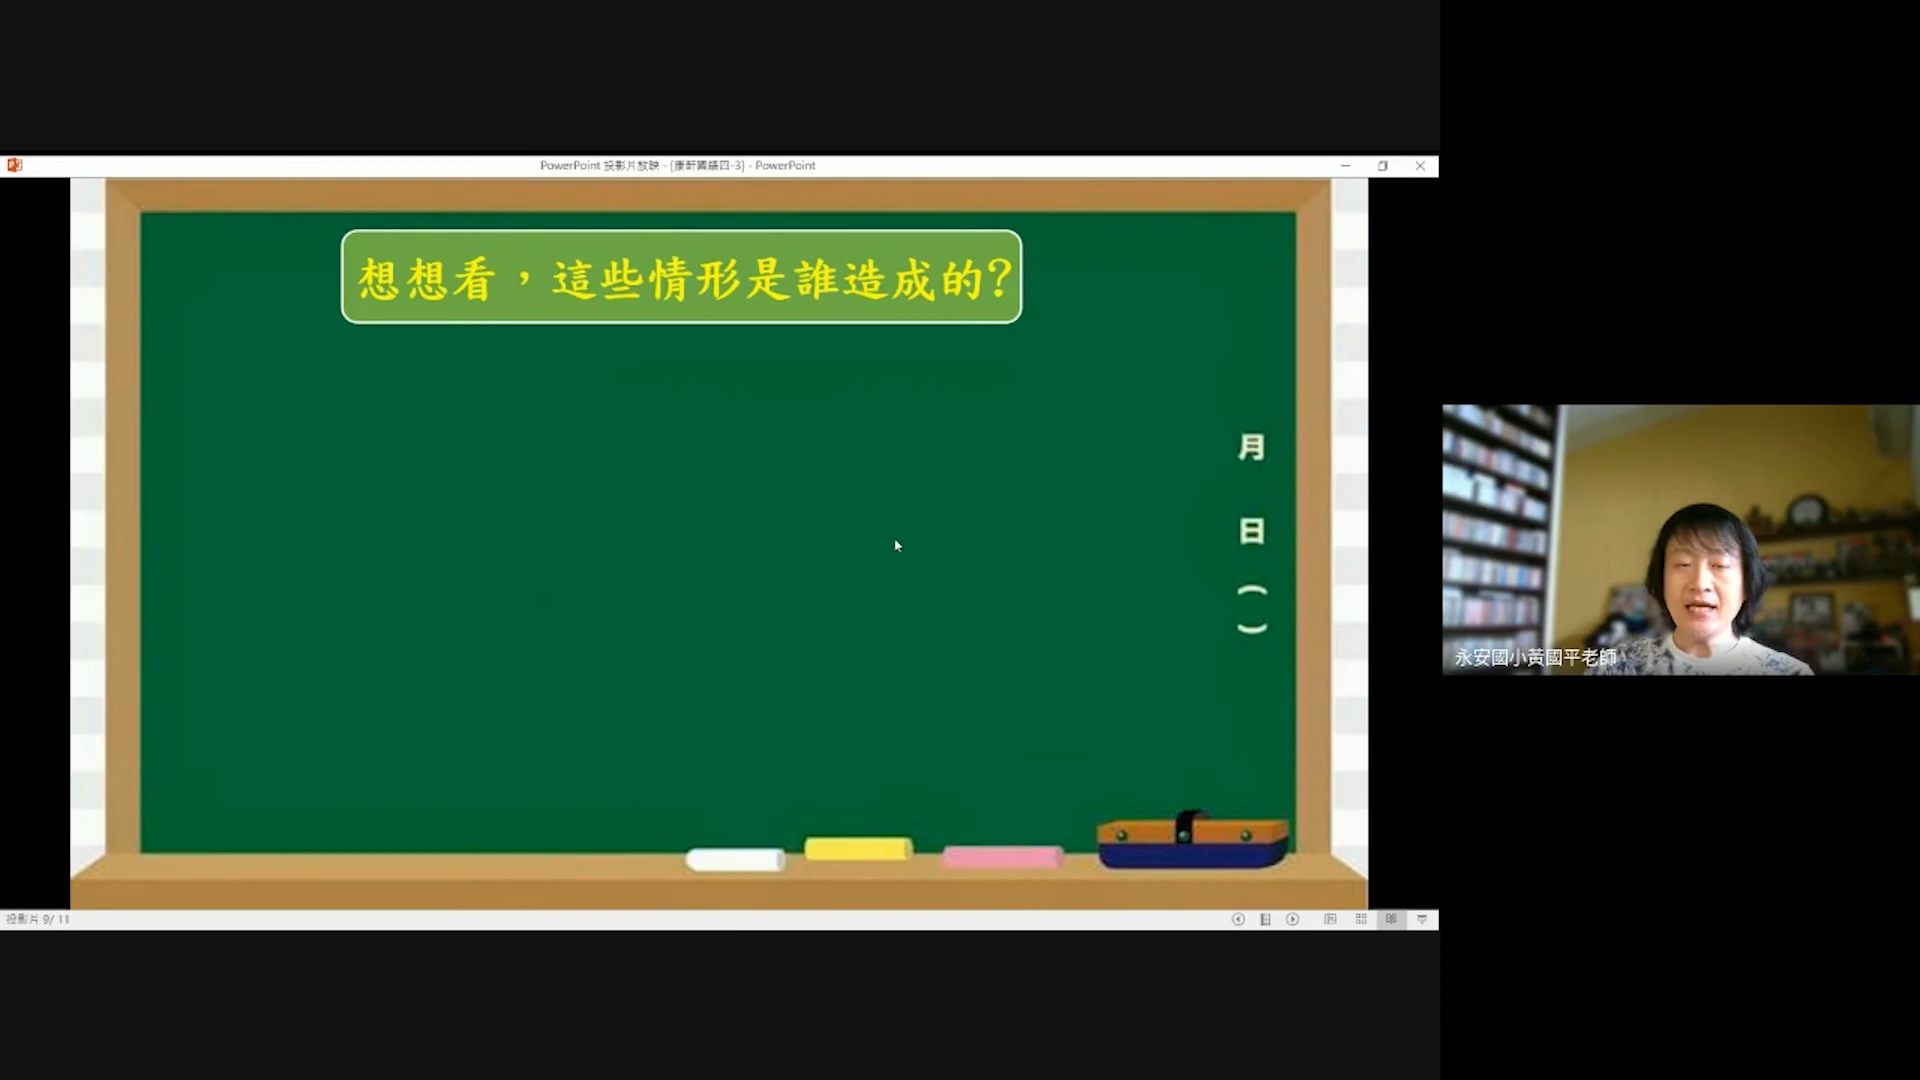 PowerPoint 投影片放映 - [康軒國語四-3] - PowerPoint
想想看，這些情形是誰造成的?
月
日
（
）
永安國小黃國平老師
投影片 9/ 11